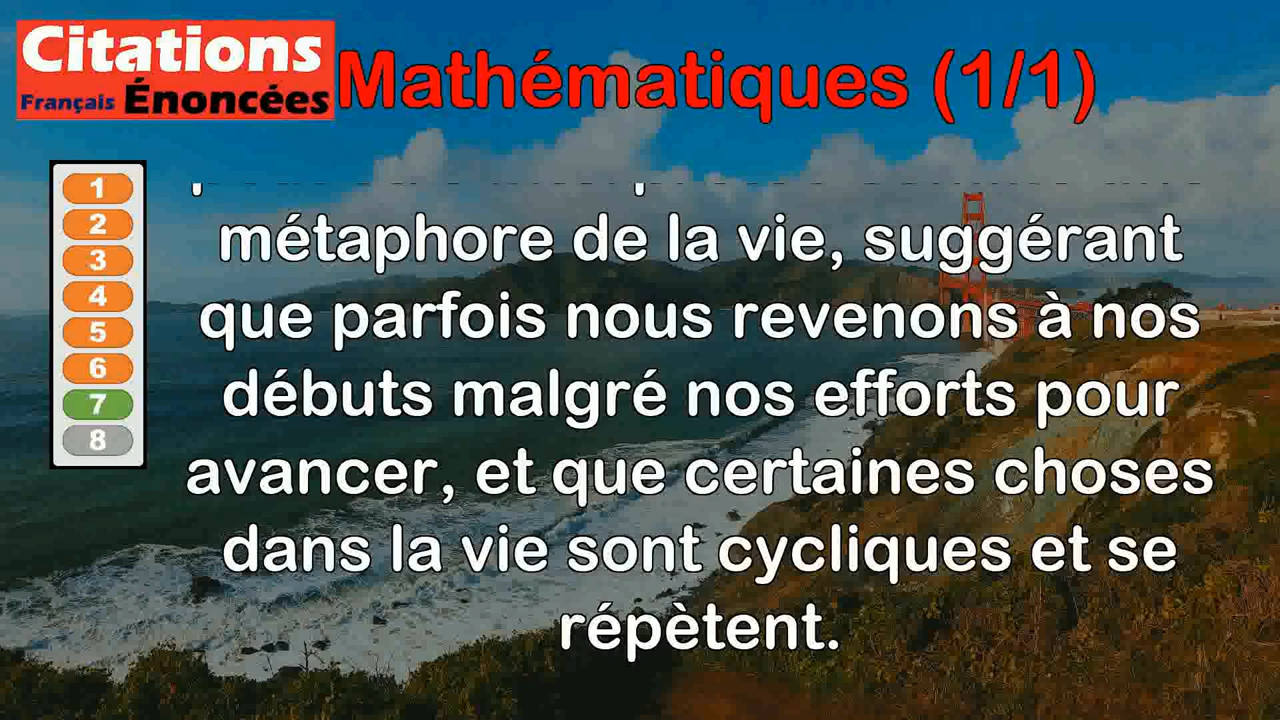 Citations
Français Énoncées
Mathématiques (1/1)
1
2
3
4
5
6
7
8
métaphore de la vie, suggérant
que parfois nous revenons à nos
débuts malgré nos efforts pour
avancer, et que certaines choses
dans la vie sont cycliques et se
répètent.